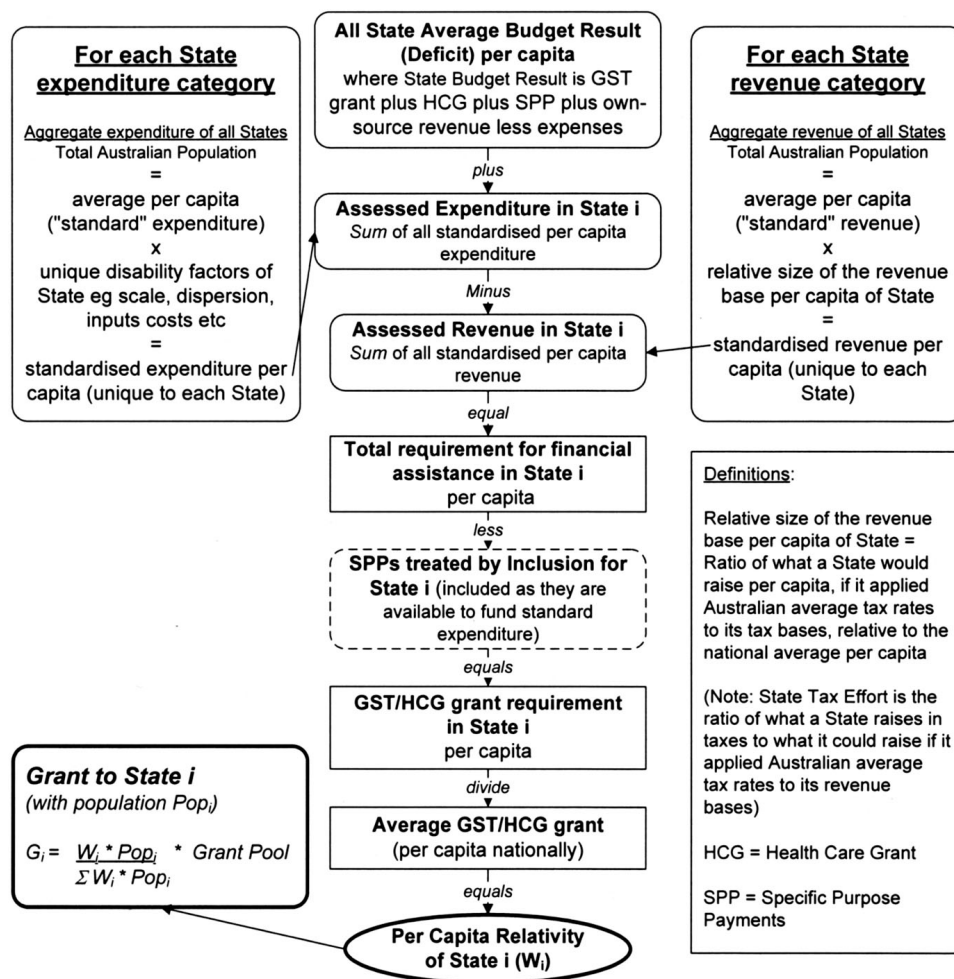 For each State
expenditure category
Aggregate expenditure of all States
Total Australian Population
=
average per capita
("standard" expenditure)
x
unique disability factors of
State eg scale, dispersion,
inputs costs etc
=
standardised expenditure per
capita (unique to each State)
All State Average Budget Result
(Deficit) per capita
where State Budget Result is GST
grant plus HCG plus SPP plus own-
source revenue less expenses
plus
Assessed Expenditure in State i
Sum of all standardised per capita
expenditure
Minus
Assessed Revenue in State i
Sum of all standardised per capita
revenue
equal
Total requirement for financial
assistance in State i
per capita
less
SPPs treated by Inclusion for
State i (included as they are
available to fund standard
expenditure)
equals
GST/HCG grant requirement
in State i
per capita
divide
Average GST/HCG grant
(per capita nationally)
equals
Per Capita Relativity
of State i (Wi)
For each State
revenue category
Aggregate revenue of all States
Total Australian Population
=
average per capita
("standard" revenue)
x
relative size of the revenue
base per capita of State
=
standardised revenue per
capita (unique to each
State)
Definitions:
Relative size of the revenue
base per capita of State =
Ratio of what a State would
raise per capita, if it applied
Australian average tax rates
to its tax bases, relative to the
national average per capita
(Note: State Tax Effort is the
ratio of what a State raises in
taxes to what it could raise if it
applied Australian average
tax rates to its revenue
bases)
HCG = Health Care Grant
SPP = Specific Purpose
Payments
Grant to State i
(with population Popi)
Gi = Wi * Popi * Grant Pool
Σ Wi * Popi